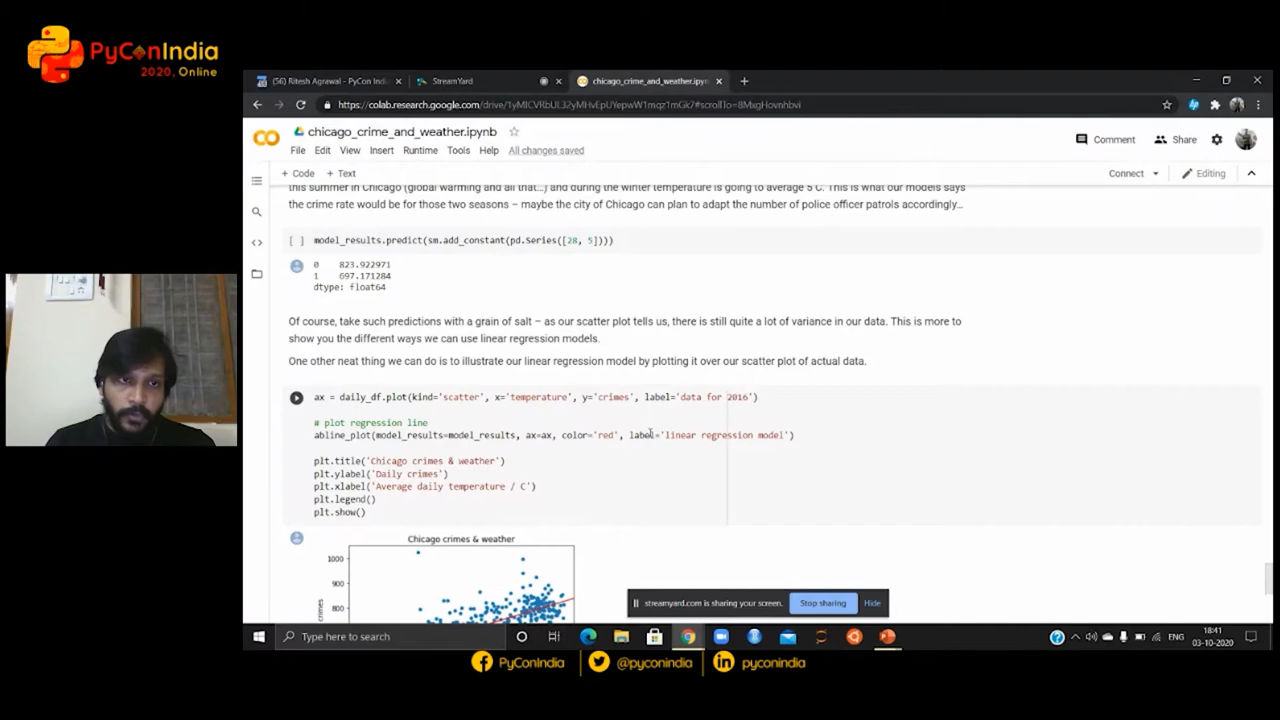 PyConIndia
2020, Online
(56) Ritesh Agrawal - PyCon Indi
StreamYard
chicago_crime_and_weather.ipynb
chicago_crime_and_weather.ipynb
File Edit View Insert Runtime Tools Help All changes saved
Comment Share
+ Code + Text
Connect Editing
this summer in Chicago (global warming and all that...) and during the winter temperature is going to average 5 C. This is what our models says
the crime rate would be for those two seasons – maybe the city of Chicago can plan to adapt the number of police officer patrols accordingly...
[ ] model_results.predict(sm.add_constant(pd.Series([28, 5])))
0 823.922971
1 697.171284
dtype: float64
Of course, take such predictions with a grain of salt – as our scatter plot tells us, there is still quite a lot of variance in our data. This is more to
show you the different ways we can use linear regression models.
One other neat thing we can do is to illustrate our linear regression model by plotting it over our scatter plot of actual data.
ax = daily_df.plot(kind='scatter', x='temperature', y='crimes', label='data for 2016')
# plot regression line
abline_plot(model_results=model_results, ax=ax, color='red', label='linear regression model')
plt.title('Chicago crimes & weather')
plt.ylabel('Daily crimes')
plt.xlabel('Average daily temperature / C')
plt.legend()
plt.show()
Chicago crimes & weather
1000
900
800
crimes
streamyard.com is sharing your screen. Stop sharing Hide
Type here to search
ENG
18:41
03-10-2020
PyConIndia @pyconindia pyconindia